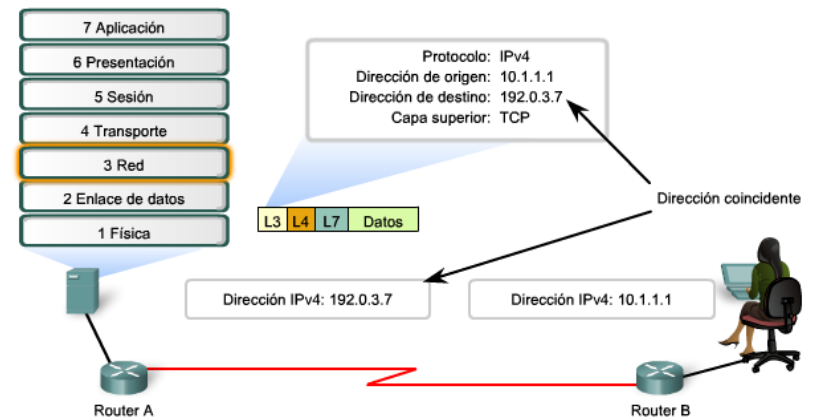 7 Aplicación
6 Presentación
5 Sesión
4 Transporte
3 Red
2 Enlace de datos
1 Física
Protocolo: IPv4
Dirección de origen: 10.1.1.1
Dirección de destino: 192.0.3.7
Capa superior: TCP
L3 L4 L7 Datos
Dirección coincidente
Dirección IPv4: 192.0.3.7
Dirección IPv4: 10.1.1.1
Router A
Router B